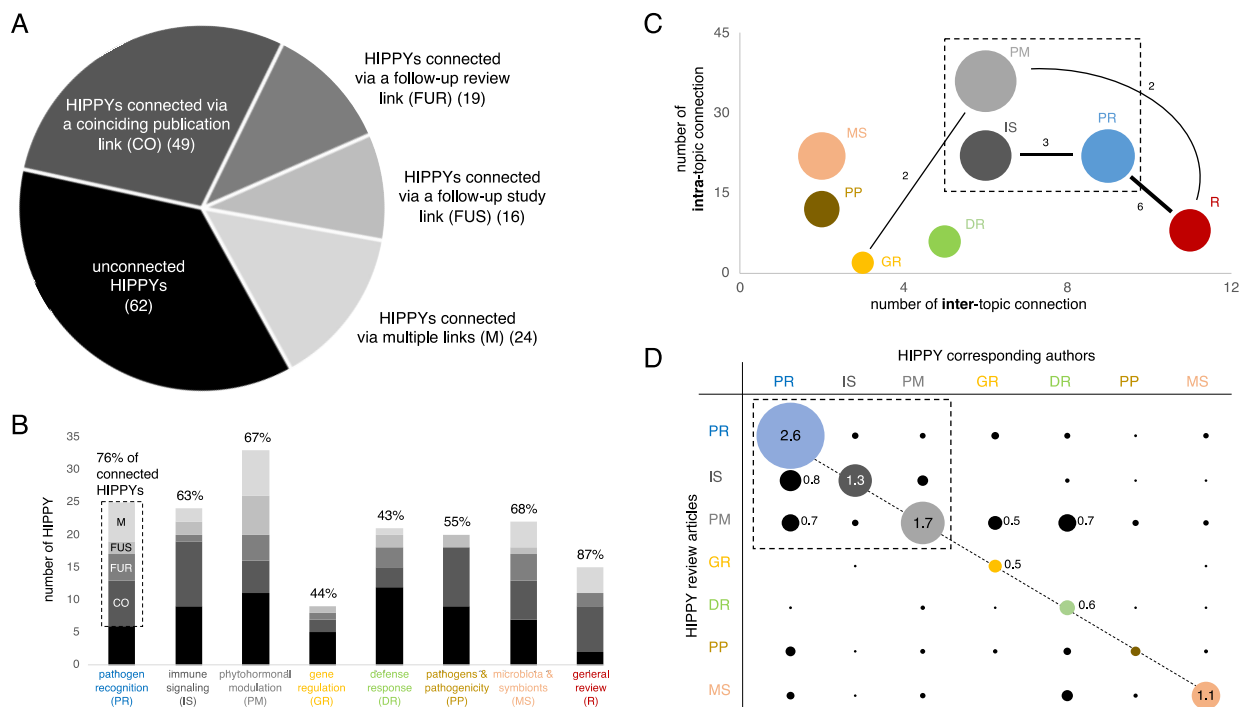 A
HIPPYs connected via
a coinciding publication
link (CO) (49)
HIPPYs connected
via a follow-up review
link (FUR) (19)
HIPPYs connected
via a follow-up study
link (FUS) (16)
unconnected
HIPPYs
(62)
HIPPYs connected
via multiple links (M) (24)
B
number of HIPPY
35
30
25
20
15
10
5
0
76% of
connected
HIPPYs
63%
67%
44%
43%
55%
68%
87%
M
FUS
FUR
CO
pathogen
recognition
(PR)
immune
signaling
(IS)
phytohormonal
modulation
(PM)
gene
regulation
(GR)
defense
response
(DR)
pathogens &
pathogenicity
(PP)
microbiota &
symbionts
(MS)
general
review
(R)
C
number of
intra-topic connection
45
30
15
0
0
4
8
12
number of inter-topic connection
PM
IS
PR
MS
PP
DR
GR
R
2
3
2
6
D
HIPPY corresponding authors
PR
IS
PM
GR
DR
PP
MS
HIPPY review articles
PR
2.6
IS
0.8
1.3
PM
0.7
1.7
0.5
0.7
GR
0.5
DR
0.6
PP
MS
1.1